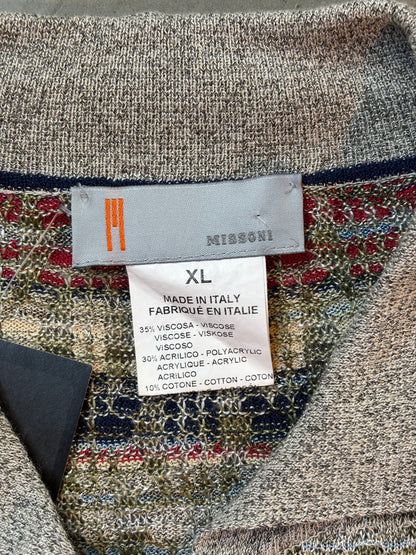 MISSONI
XL
MADE IN ITALY
FABRIQUÉ EN ITALIE
35% VISCOSA - VISCOSE
VISCOSE - VISKOSE
VISCOSO
30% ACRILICO - POLYACRYLIC
ACRYLIQUE - ACRYLIC
ACRILICO
10% COTONE - COTTON - COTON